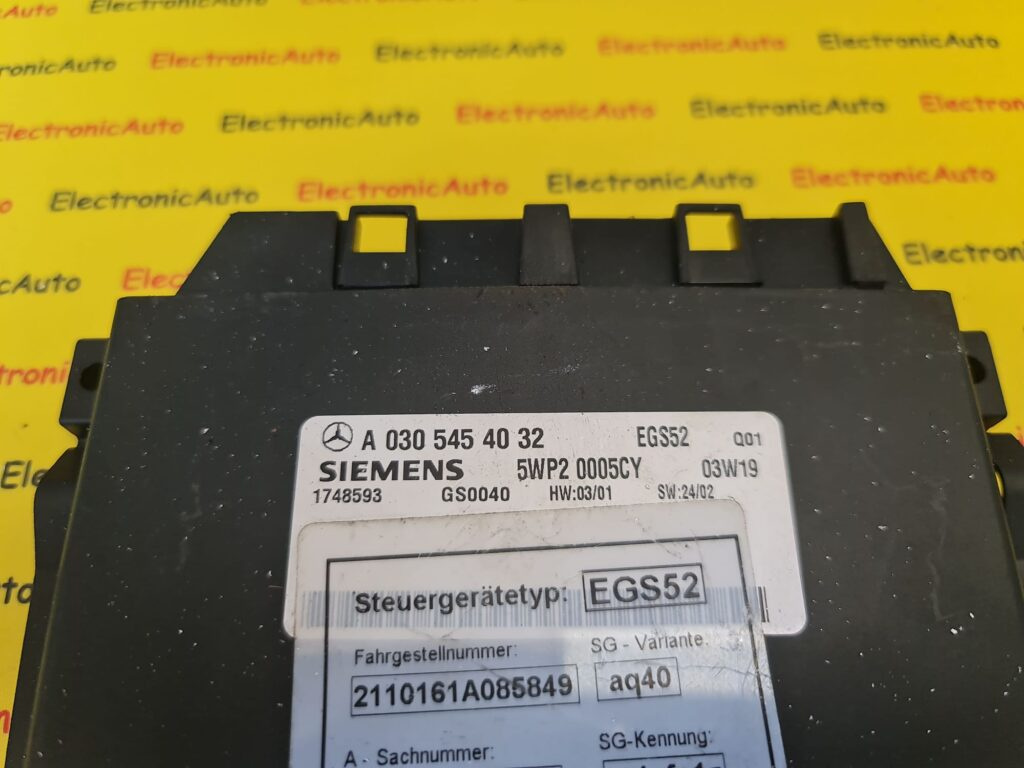 ElectronicAuto ElectronicAuto ElectronicAuto
ElectronicAuto ElectronicAuto ElectronicAuto
ElectronicAuto ElectronicAuto ElectronicAuto ElectronicAuto
ElectronicAuto ElectronicAuto ElectronicAuto ElectronicAuto
A 030 545 40 32 EGS52 Q01
SIEMENS 5WP2 0005CY 03W19
1748593 GS0040 HW:03/01 SW:24/02
Steuergerätetyp: EGS52
Fahrgestellnummer: SG - Variante:
2110161A085849 aq40
A - Sachnummer: SG-Kennung: